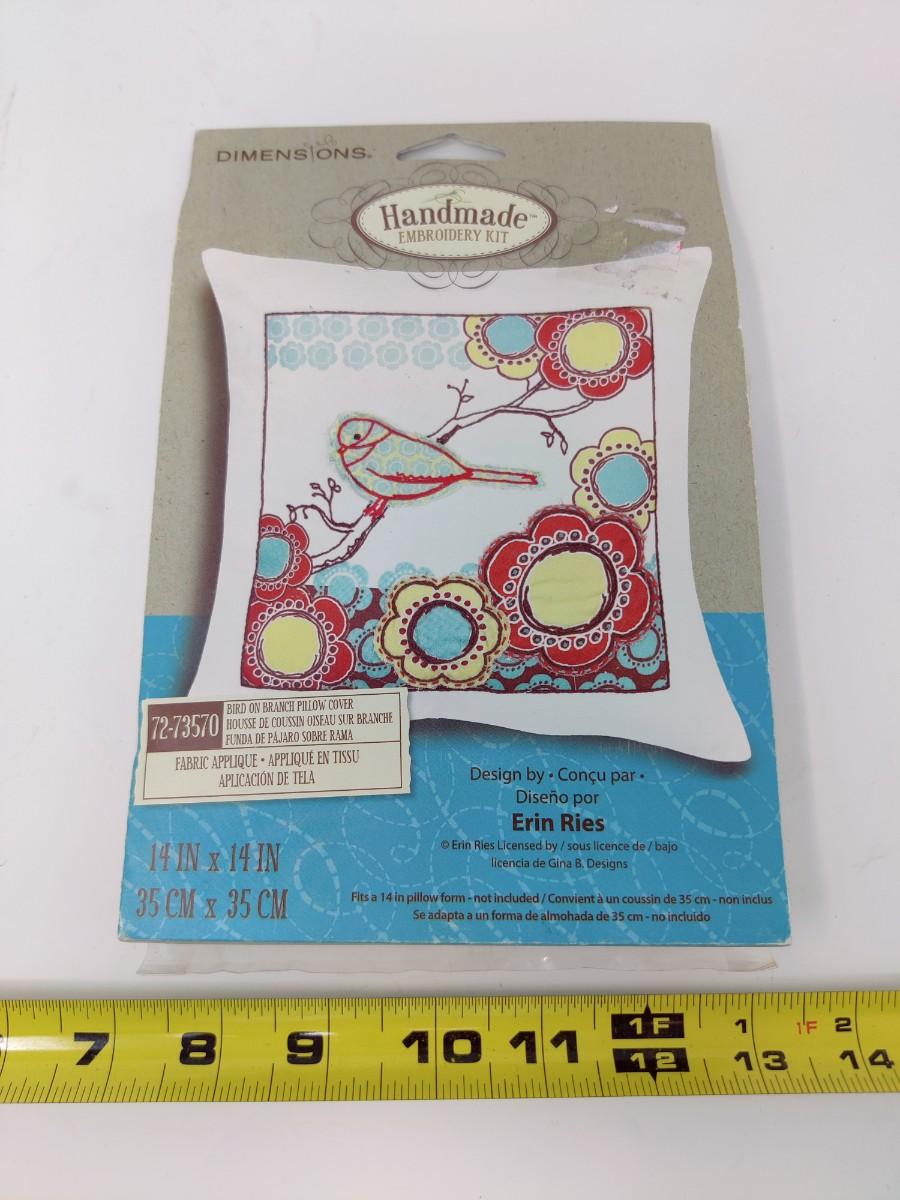 DIMENSIONS®
Handmade™
EMBROIDERY KIT
72-73570
BIRD ON BRANCH PILLOW COVER
HOUSSE DE COUSSIN OISEAU SUR BRANCHE
FUNDA DE PÁJARO SOBRE RAMA
FABRIC APPLIQUE • APPLIQUÉ EN TISSU
APLICACIÓN DE TELA
14 IN x 14 IN
35 CM x 35 CM
Design by • Conçu par •
Diseño por
Erin Ries
© Erin Ries Licensed by / sous licence de / bajo
licencia de Gina B. Designs
Fits a 14 in pillow form - not included / Convient à un coussin de 35 cm - non inclus
Se adapta a un forma de almohada de 35 cm - no incluido
1F 1 1F 2
7 8 9 10 11 12 13 14